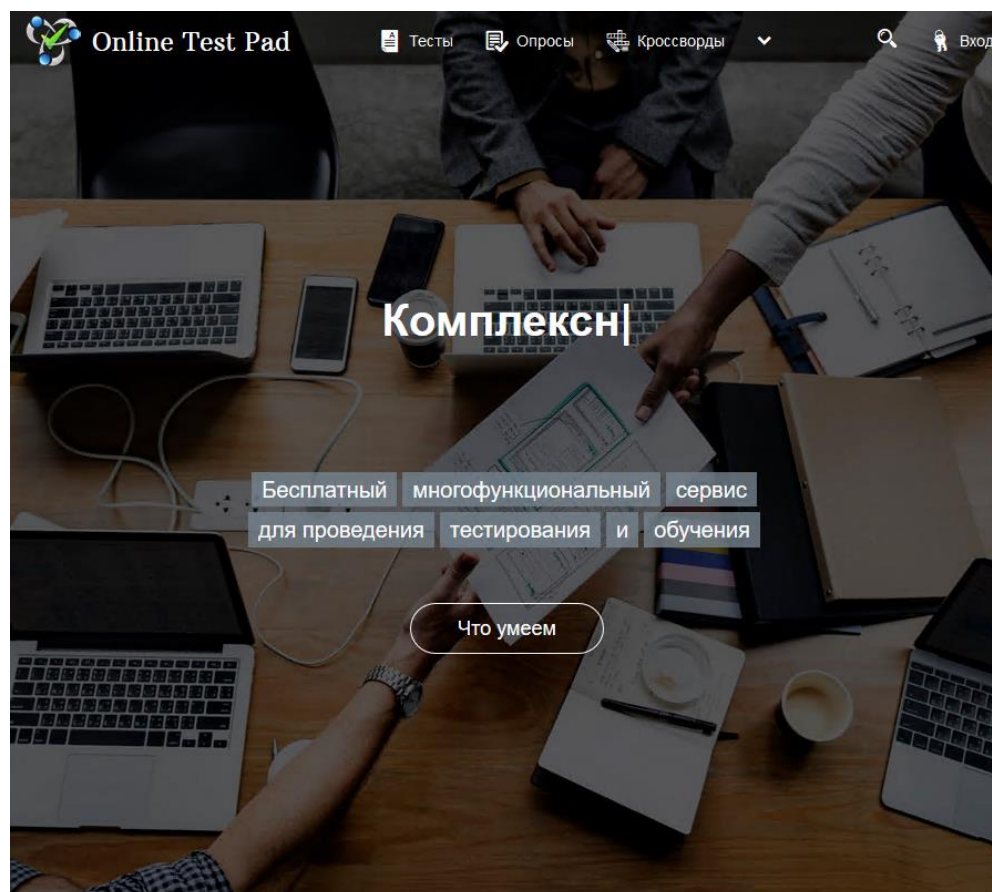 Online Test Pad Тесты Опросы Кроссворды Вход
Комплексн
Бесплатный многофункциональный сервис
для проведения тестирования и обучения
Что умеем